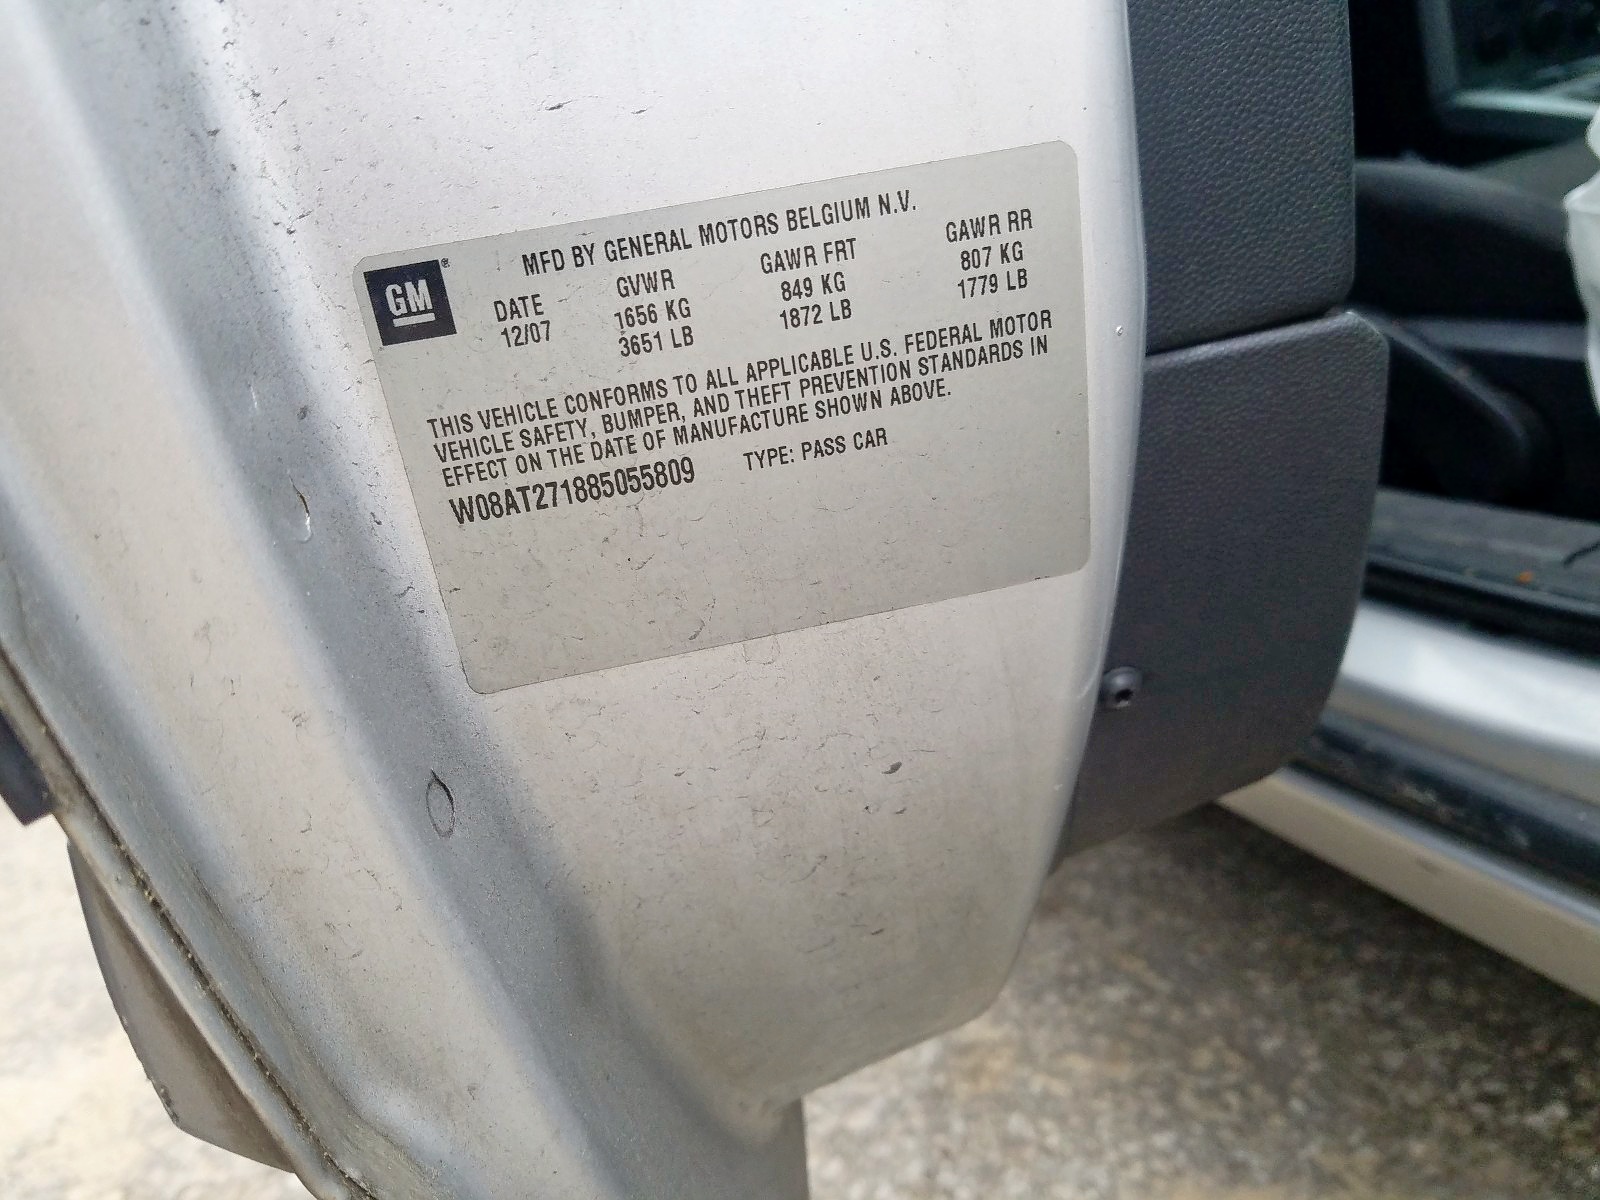 GM®
MFD BY GENERAL MOTORS BELGIUM N.V.
DATE GVWR GAWR FRT GAWR RR
12/07 1656 KG 849 KG 807 KG
3651 LB 1872 LB 1779 LB
THIS VEHICLE CONFORMS TO ALL APPLICABLE U.S. FEDERAL MOTOR
VEHICLE SAFETY, BUMPER, AND THEFT PREVENTION STANDARDS IN
EFFECT ON THE DATE OF MANUFACTURE SHOWN ABOVE.
W08AT271885055809 TYPE: PASS CAR